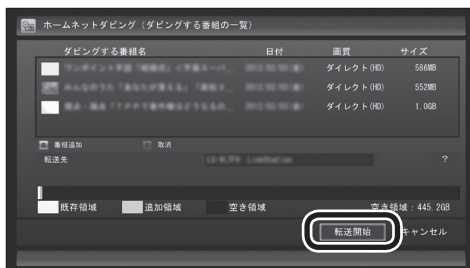 ホームネットダビング（ダビングする番組の一覧）
ダビングする番組名 日付 画質 サイズ
ダイレクト(HD) 586MB
ダイレクト(HD) 552MB
ダイレクト(HD) 1.0GB
番組追加 取消
転送先 ?
既存領域 追加領域 空き領域 空き領域：445.2GB
転送開始 キャンセル